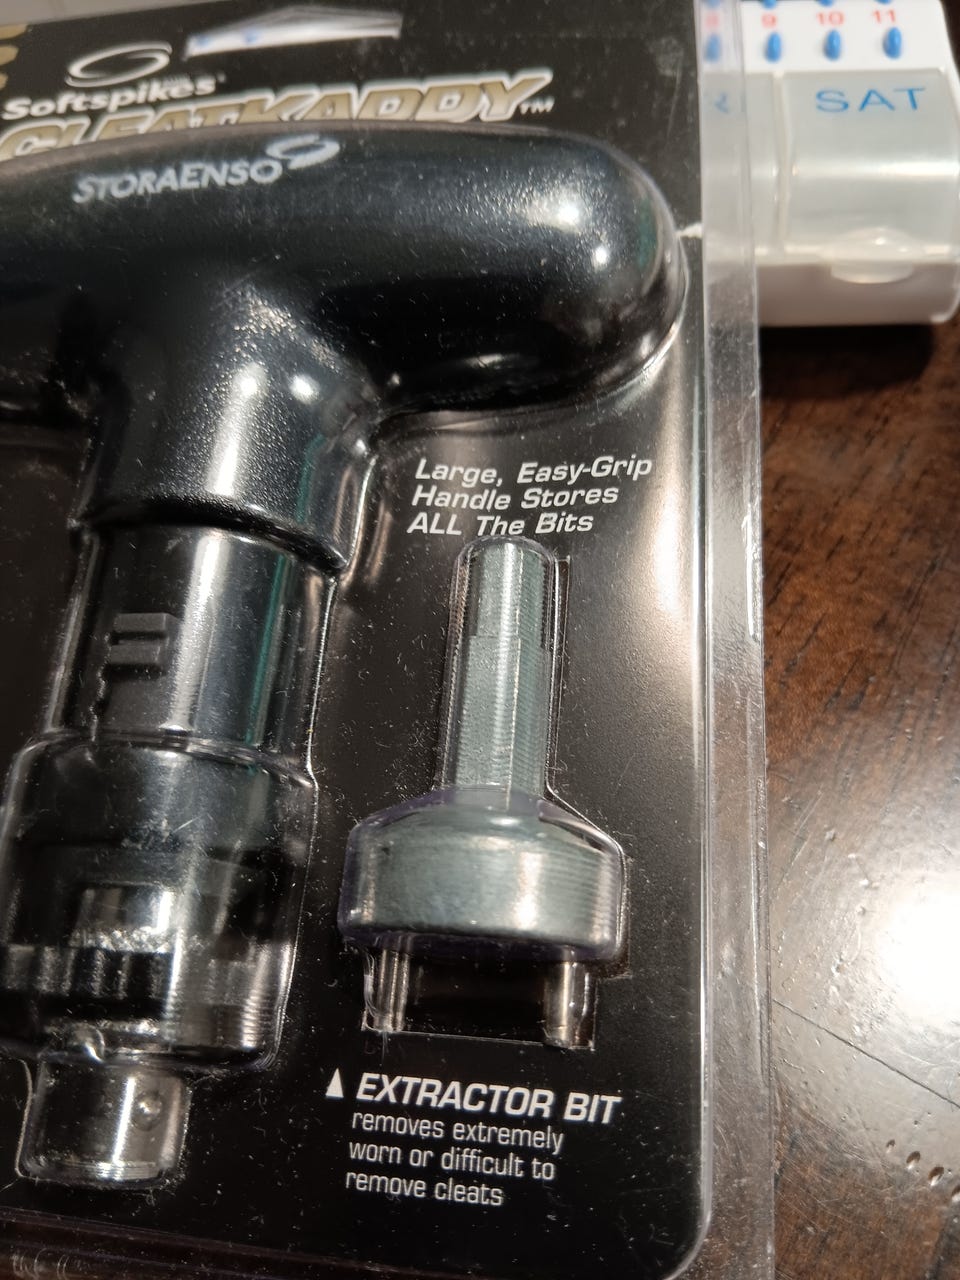 Softspikes
CLEATKADDY™
STORAENSO
Large, Easy-Grip
Handle Stores
ALL The Bits
EXTRACTOR BIT
removes extremely
worn or difficult to
remove cleats
8 9 10 11
SAT